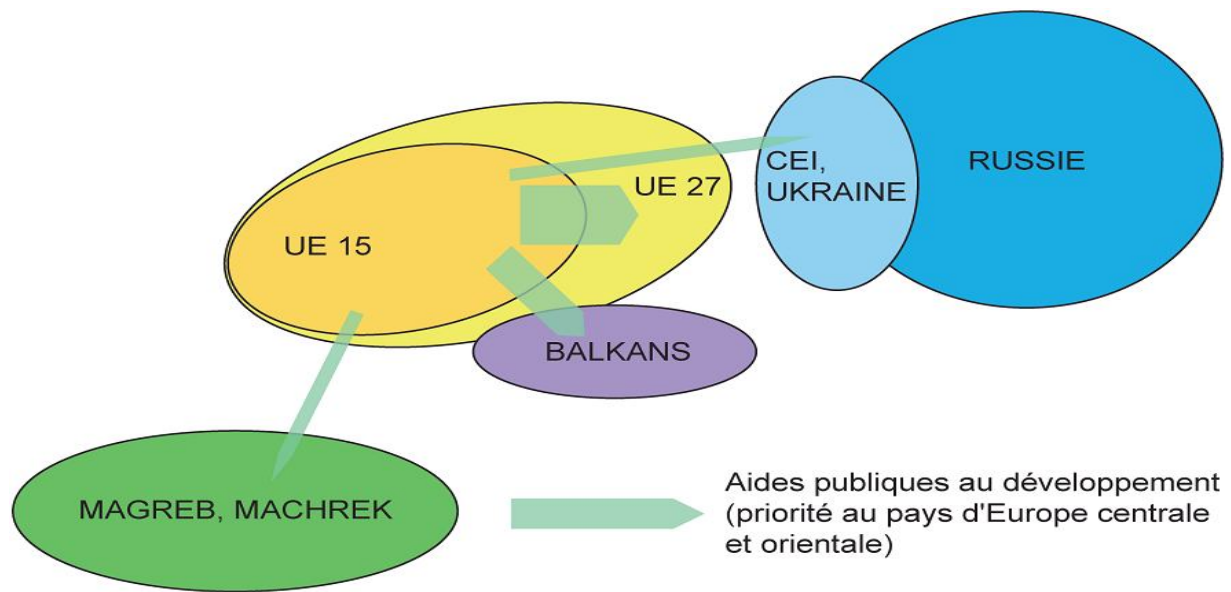 CEI,
UKRAINE
RUSSIE
UE 27
UE 15
BALKANS
MAGREB, MACHREK
Aides publiques au développement
(priorité au pays d'Europe centrale
et orientale)